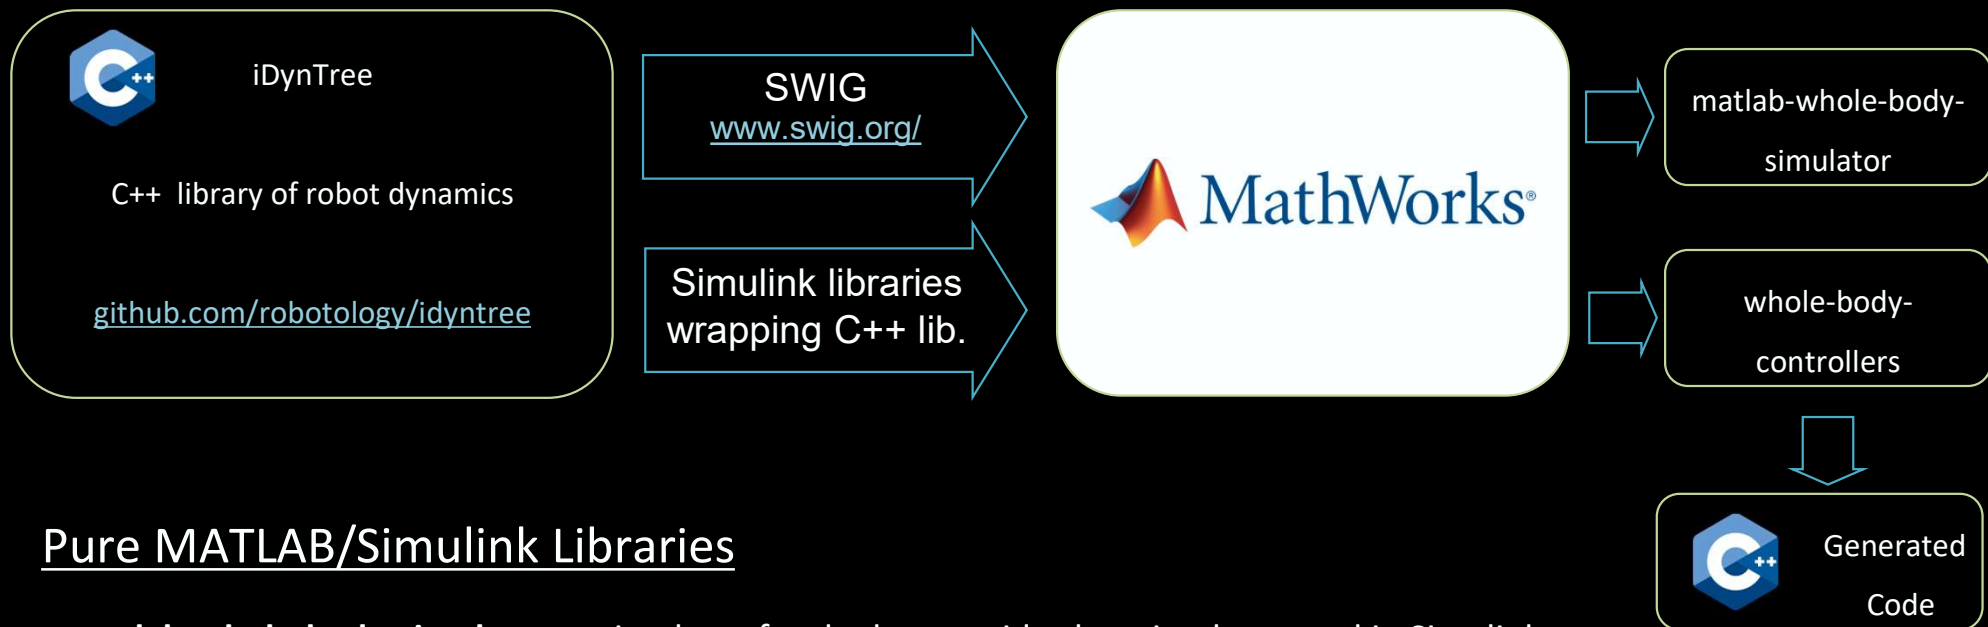 iDynTree
C++ library of robot dynamics
github.com/robotology/idyntree
SWIG
www.swig.org/
Simulink libraries
wrapping C++ lib.
MathWorks®
matlab-whole-body-
simulator
whole-body-
controllers
C++
Generated
Code
Pure MATLAB/Simulink Libraries